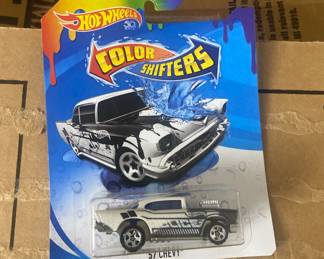 Hot Wheels
COLOR
SHIFTERS
57 CHEVY